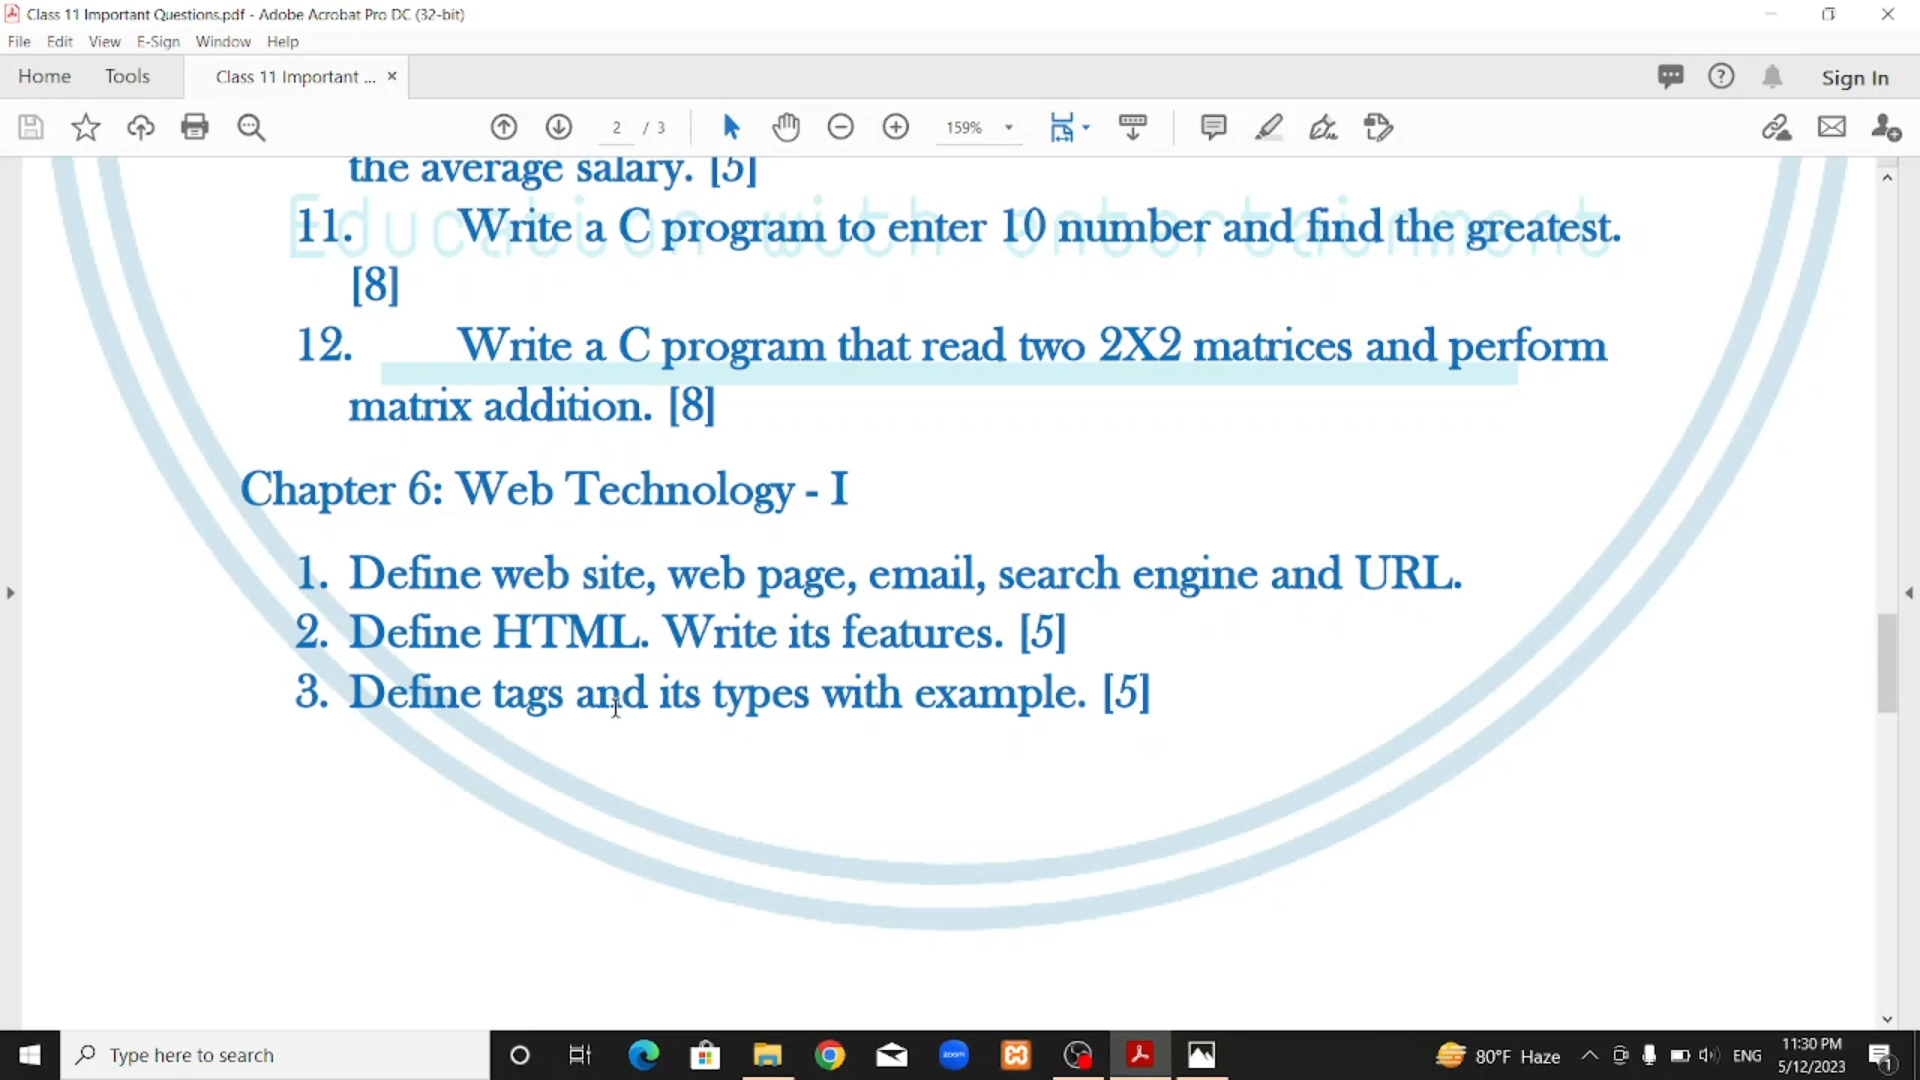 Class 11 Important Questions.pdf - Adobe Acrobat Pro DC (32-bit)
File Edit View E-Sign Window Help
Home Tools Class 11 Important ... × Sign In
2 / 3 159%
the average salary. [5]
Education with entertainment
11. Write a C program to enter 10 number and find the greatest.
[8]
12. Write a C program that read two 2X2 matrices and perform
matrix addition. [8]
Chapter 6: Web Technology - I
1. Define web site, web page, email, search engine and URL.
2. Define HTML. Write its features. [5]
3. Define tags and its types with example. [5]
Type here to search zoom 80°F Haze ENG 11:30 PM
5/12/2023 1